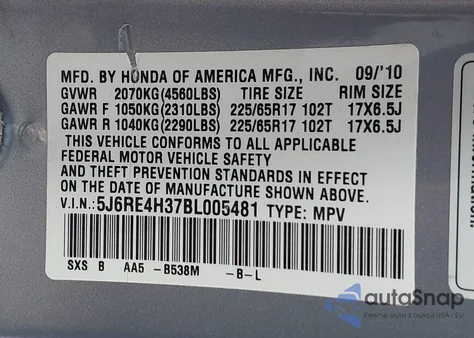 MFD. BY HONDA OF AMERICA MFG., INC. 09/'10
GVWR 2070KG(4560LBS) TIRE SIZE RIM SIZE
GAWR F 1050KG(2310LBS) 225/65R17 102T 17X6.5J
GAWR R 1040KG(2290LBS) 225/65R17 102T 17X6.5J
THIS VEHICLE CONFORMS TO ALL APPLICABLE
FEDERAL MOTOR VEHICLE SAFETY
AND THEFT PREVENTION STANDARDS IN EFFECT
ON THE DATE OF MANUFACTURE SHOWN ABOVE.
V.I.N.:5J6RE4H37BL005481 TYPE: MPV
SXS B AA5 -B538M -B-L
autoSnap